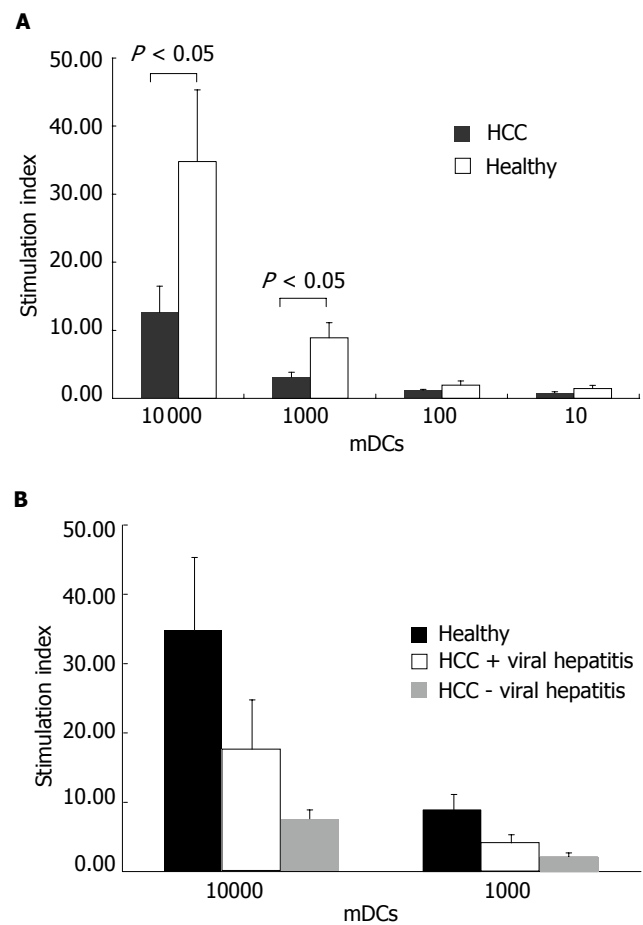 A
P < 0.05
50.00
40.00
30.00
20.00
10.00
0.00
Stimulation index
HCC
Healthy
P < 0.05
10 000 1000 100 10
mDCs
B
50.00
40.00
30.00
20.00
10.00
0.00
Stimulation index
Healthy
HCC + viral hepatitis
HCC - viral hepatitis
10000 1000
mDCs